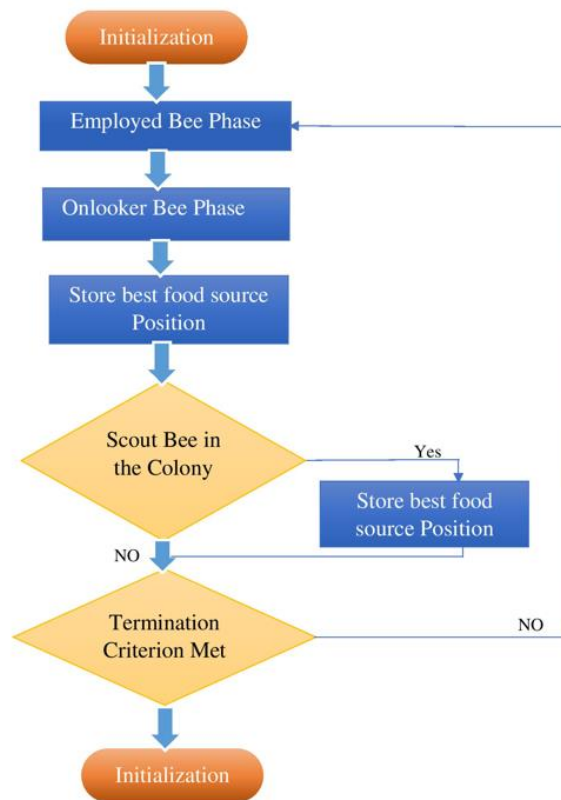 Initialization
Employed Bee Phase
Onlooker Bee Phase
Store best food source
Position
Scout Bee in
the Colony
Yes
Store best food
source Position
NO
Termination
Criterion Met
NO
Initialization